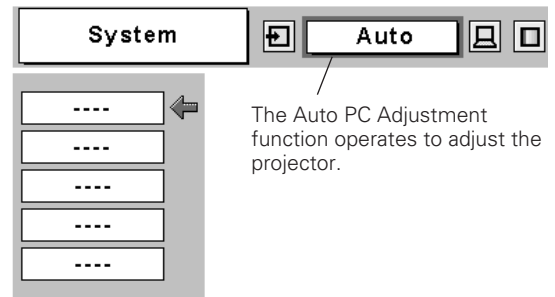 System
Auto
----
----
----
----
----
The Auto PC Adjustment
function operates to adjust the
projector.